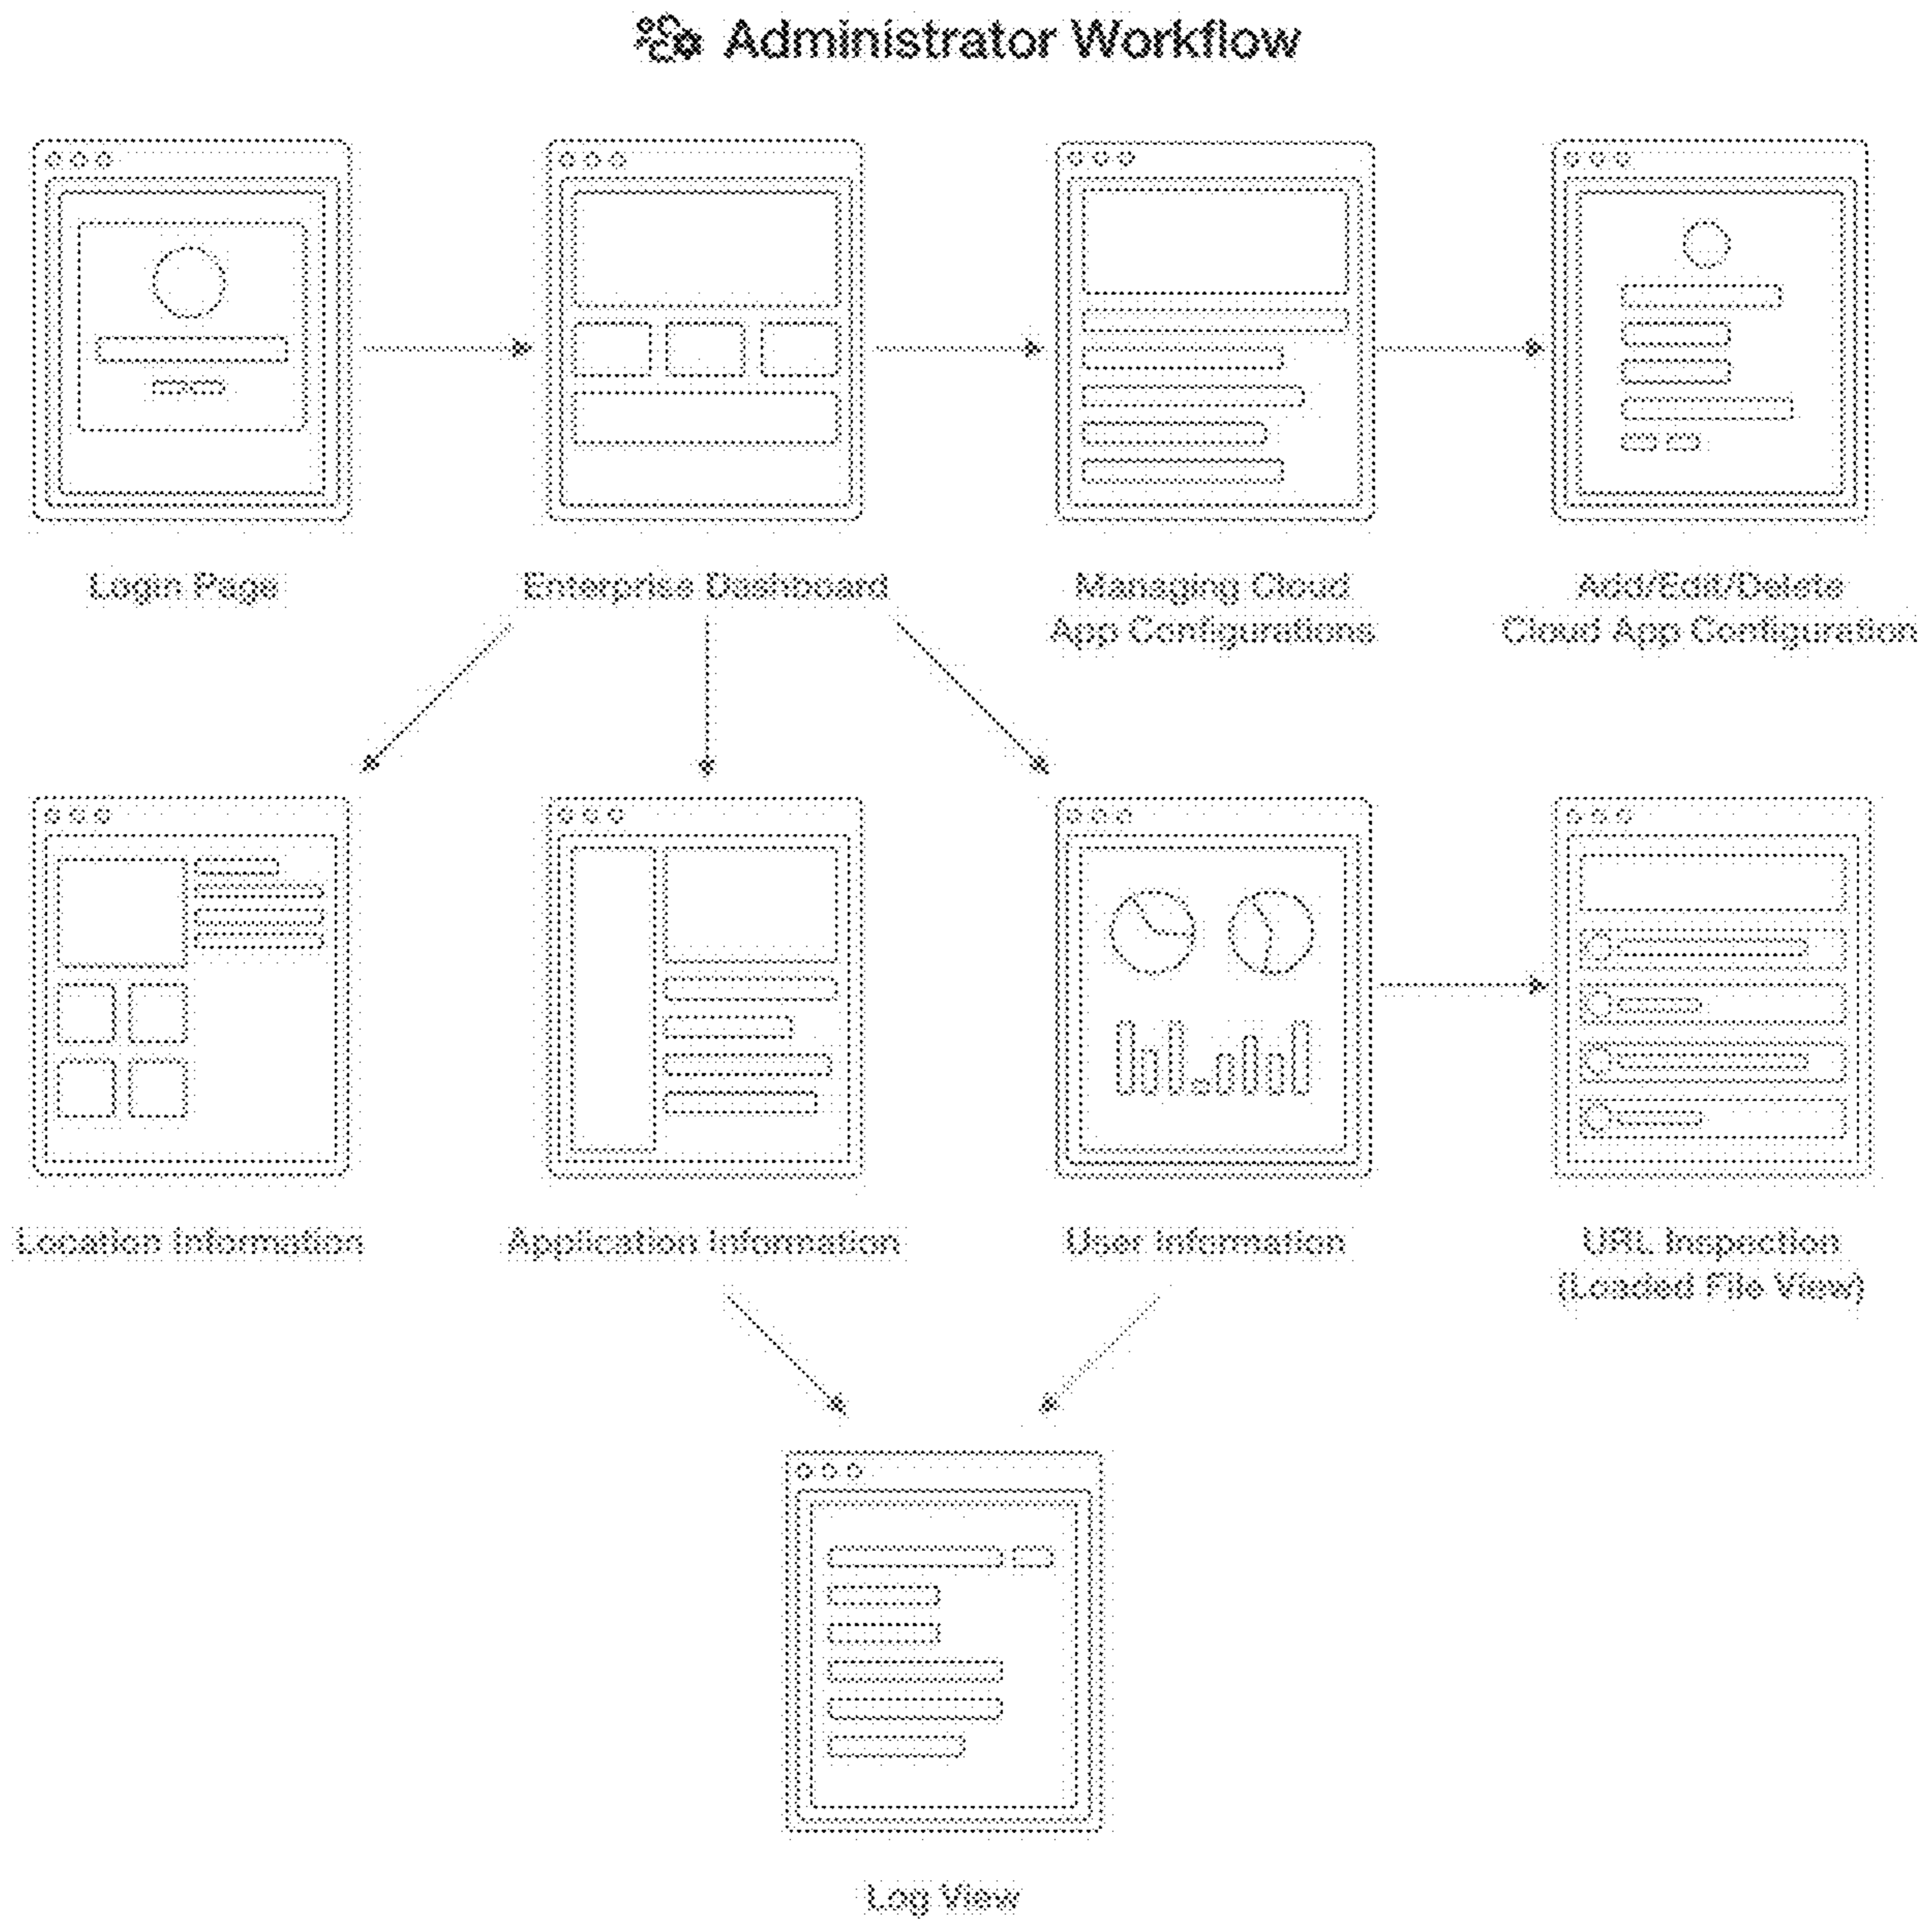 Administrator Workflow
Login Page
Enterprise Dashboard
Managing Cloud
App Configurations
Add/Edit/Delete
Cloud App Configuration
Location Information
Application Information
User Information
URL Inspection
(Loaded File View)
Log View